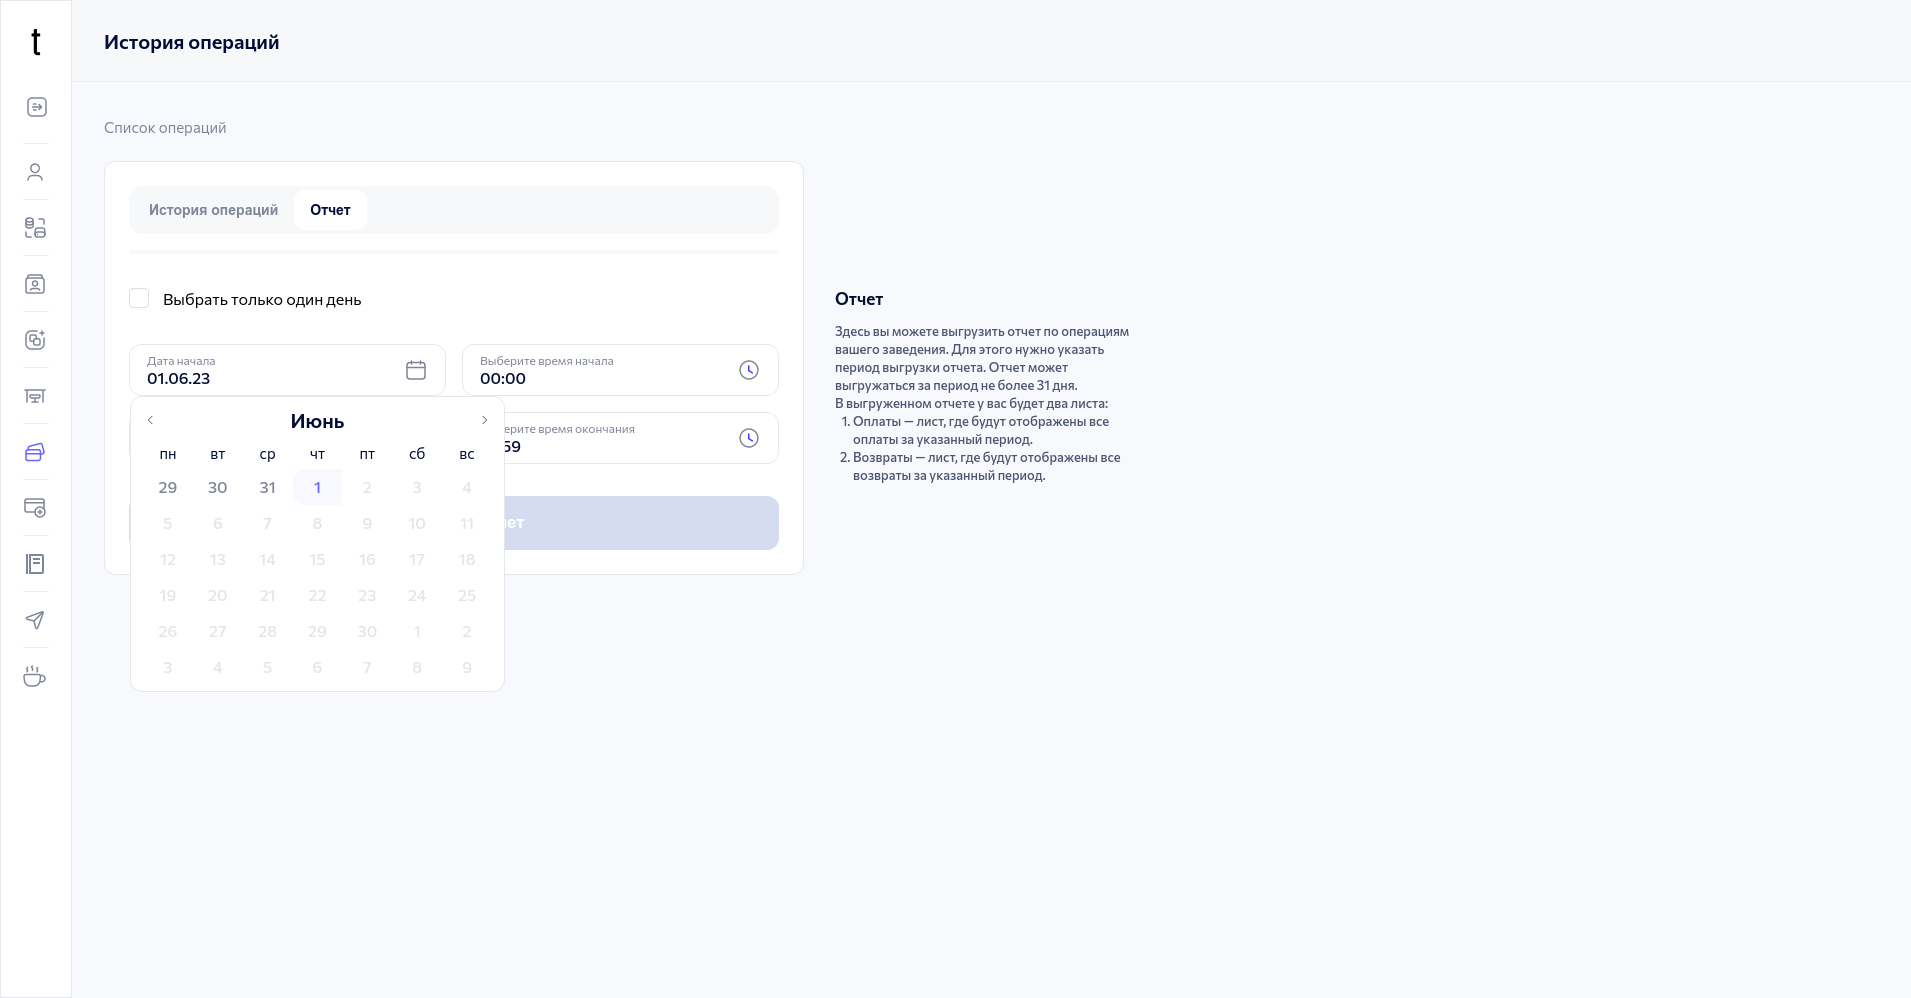 t
История операций
Список операций
История операций
Отчет
Выбрать только один день
Дата начала
01.06.23
Выберите время начала
00:00
Июнь
пн вт ср чт пт сб вс
29 30 31 1 2 3 4
5 6 7 8 9 10 11
12 13 14 15 16 17 18
19 20 21 22 23 24 25
26 27 28 29 30 1 2
3 4 5 6 7 8 9
время окончания
59
Отчет
Здесь вы можете выгрузить отчет по операциям
вашего заведения. Для этого нужно указать
период выгрузки отчета. Отчет может
выгружаться за период не более 31 дня.
В выгруженном отчете у вас будет два листа:
1. Оплаты — лист, где будут отображены все
оплаты за указанный период.
2. Возвраты — лист, где будут отображены все
возвраты за указанный период.